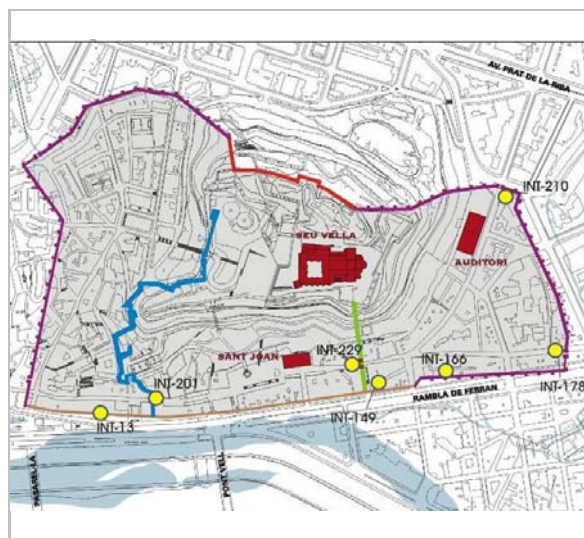 AV. PRAT DE LA RIBA
INT-210
SEU VELLA
AUDITORI
SANT JOAN
INT-229
INT-166
INT-201
INT-178
RAMBLA DE FERRAN
INT-149
INT-13